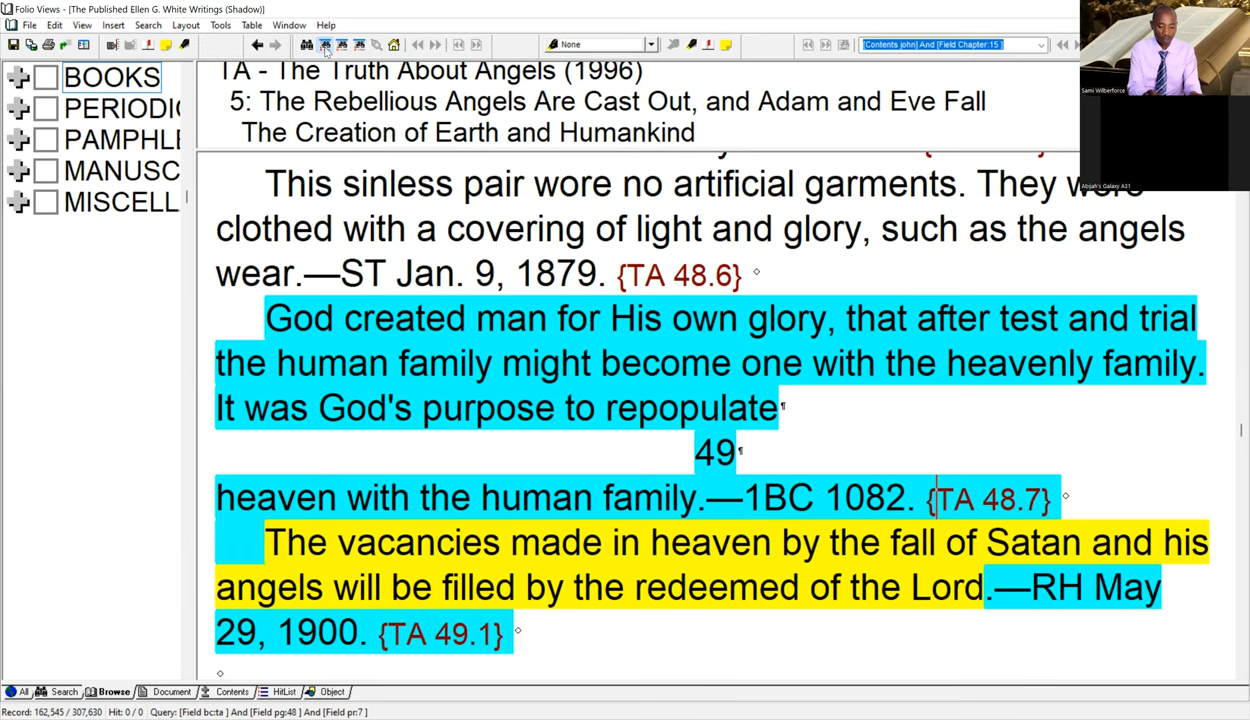 Folio Views - [The Published Ellen G. White Writings (Shadow)]
File Edit View Insert Search Layout Tools Table Window Help
None
[Contents john] And [Field Chapter:15 ]
BOOKS
PERIODIC
PAMPHLE
MANUSC
MISCELL
TA - The Truth About Angels (1996)
5: The Rebellious Angels Are Cast Out, and Adam and Eve Fall
The Creation of Earth and Humankind
This sinless pair wore no artificial garments. They were
clothed with a covering of light and glory, such as the angels
wear.—ST Jan. 9, 1879. {TA 48.6}
God created man for His own glory, that after test and trial
the human family might become one with the heavenly family.
It was God's purpose to repopulate
49
heaven with the human family.—1BC 1082. {TA 48.7}
The vacancies made in heaven by the fall of Satan and his
angels will be filled by the redeemed of the Lord.—RH May
29, 1900. {TA 49.1}
Sami Wilberforce
Abijah's Galaxy A31
All Search Browse Document Contents HitList Object
Record: 162,545 / 307,630 Hit: 0 / 0 Query: [Field bc:ta ] And [Field pg:48 ] And [Field pr:7 ]